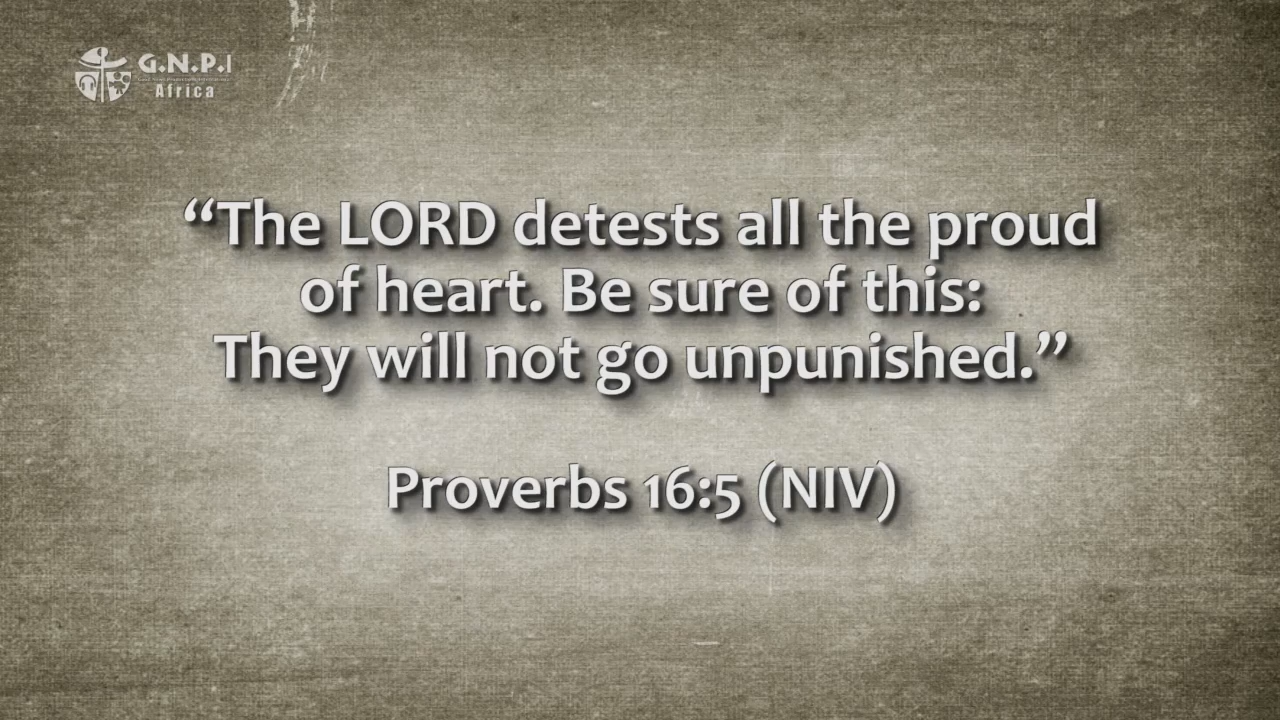 G.N.P.I
Africa
“The LORD detests all the proud
of heart. Be sure of this:
They will not go unpunished.”
Proverbs 16:5 (NIV)